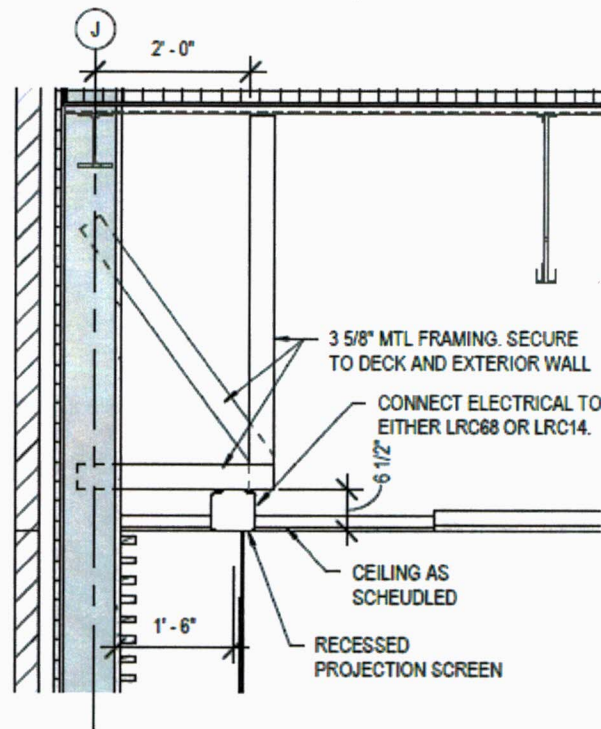 J
2' - 0"
3 5/8" MTL FRAMING. SECURE
TO DECK AND EXTERIOR WALL
CONNECT ELECTRICAL TO
EITHER LRC68 OR LRC14.
6 1/2"
CEILING AS
SCHEUDLED
1' - 6"
RECESSED
PROJECTION SCREEN